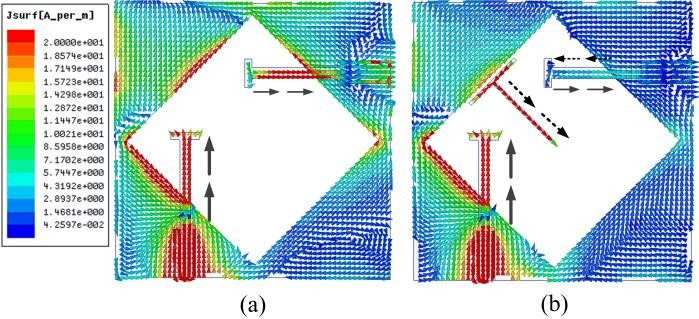 Jsurf[A_per_m]
2.0000e+001
1.8574e+001
1.7149e+001
1.5723e+001
1.4298e+001
1.2872e+001
1.1447e+001
1.0021e+001
8.5958e+000
7.1702e+000
5.7447e+000
4.3192e+000
2.8937e+000
1.4681e+000
4.2597e-002
(a)
(b)